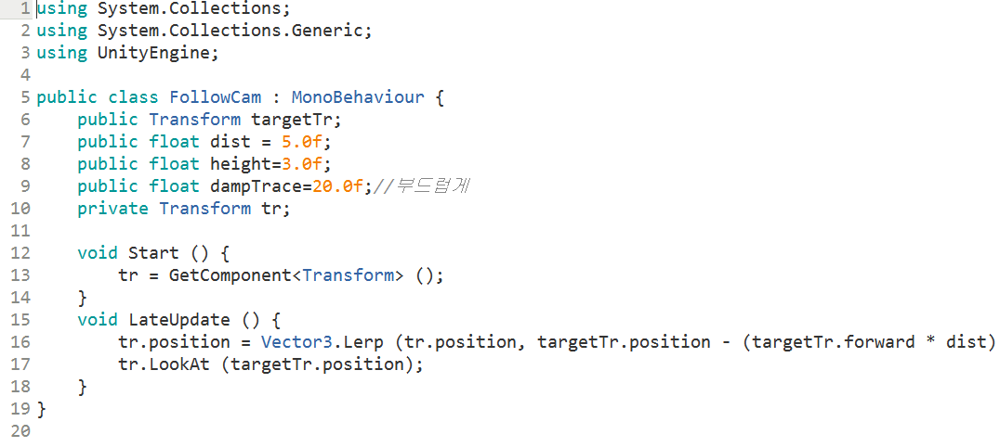 1 using System.Collections;
2 using System.Collections.Generic;
3 using UnityEngine;
4
5 public class FollowCam : MonoBehaviour {
6     public Transform targetTr;
7     public float dist = 5.0f;
8     public float height=3.0f;
9     public float dampTrace=20.0f;//부드럽게
10     private Transform tr;
11
12     void Start () {
13         tr = GetComponent<Transform> ();
14     }
15     void LateUpdate () {
16         tr.position = Vector3.Lerp (tr.position, targetTr.position - (targetTr.forward * dist)
17         tr.LookAt (targetTr.position);
18     }
19 }
20